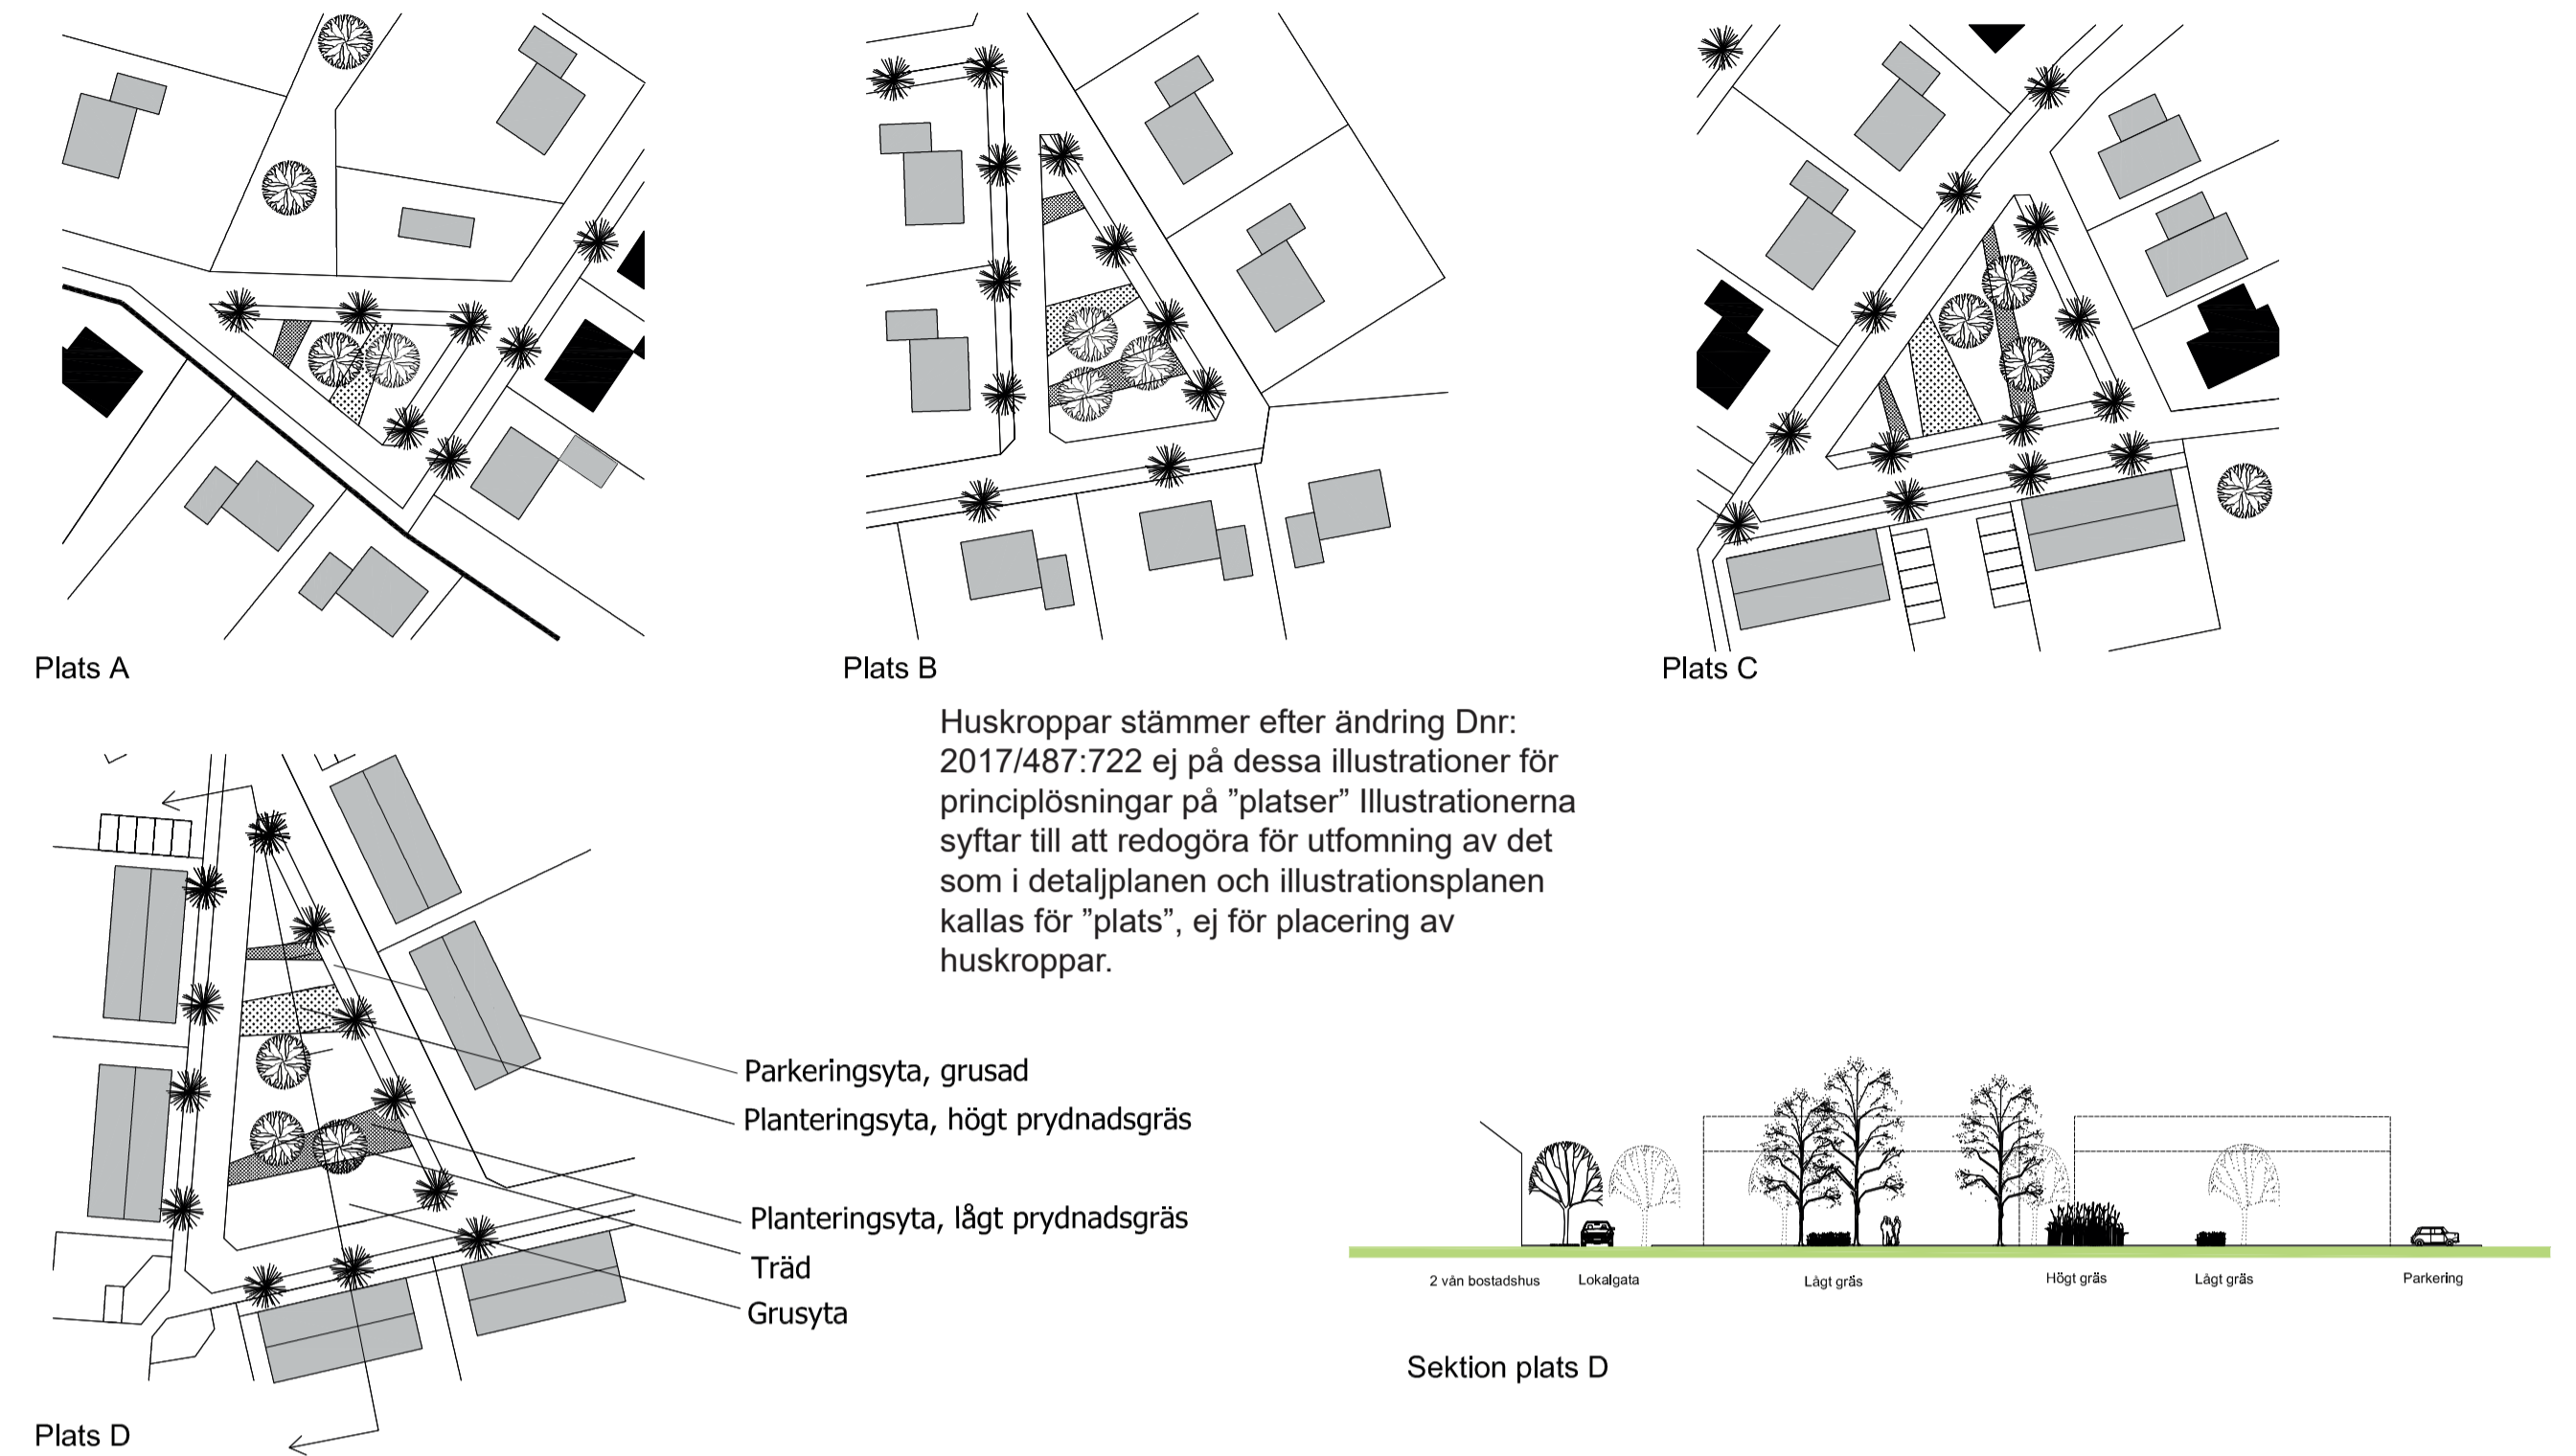 Plats A
Plats B
Plats C
Huskroppar stämmer efter ändring Dnr:
2017/487:722 ej på dessa illustrationer för
principlösningar på ”platser” Illustrationerna
syftar till att redogöra för utfomning av det
som i detaljplanen och illustrationsplanen
kallas för ”plats”, ej för placering av
huskroppar.
Parkeringsyta, grusad
Planteringsyta, högt prydnadsgräs
Planteringsyta, lågt prydnadsgräs
Träd
Grusyta
Plats D
2 vån bostadshus
Lokalgata
Lågt gräs
Högt gräs
Lågt gräs
Parkering
Sektion plats D